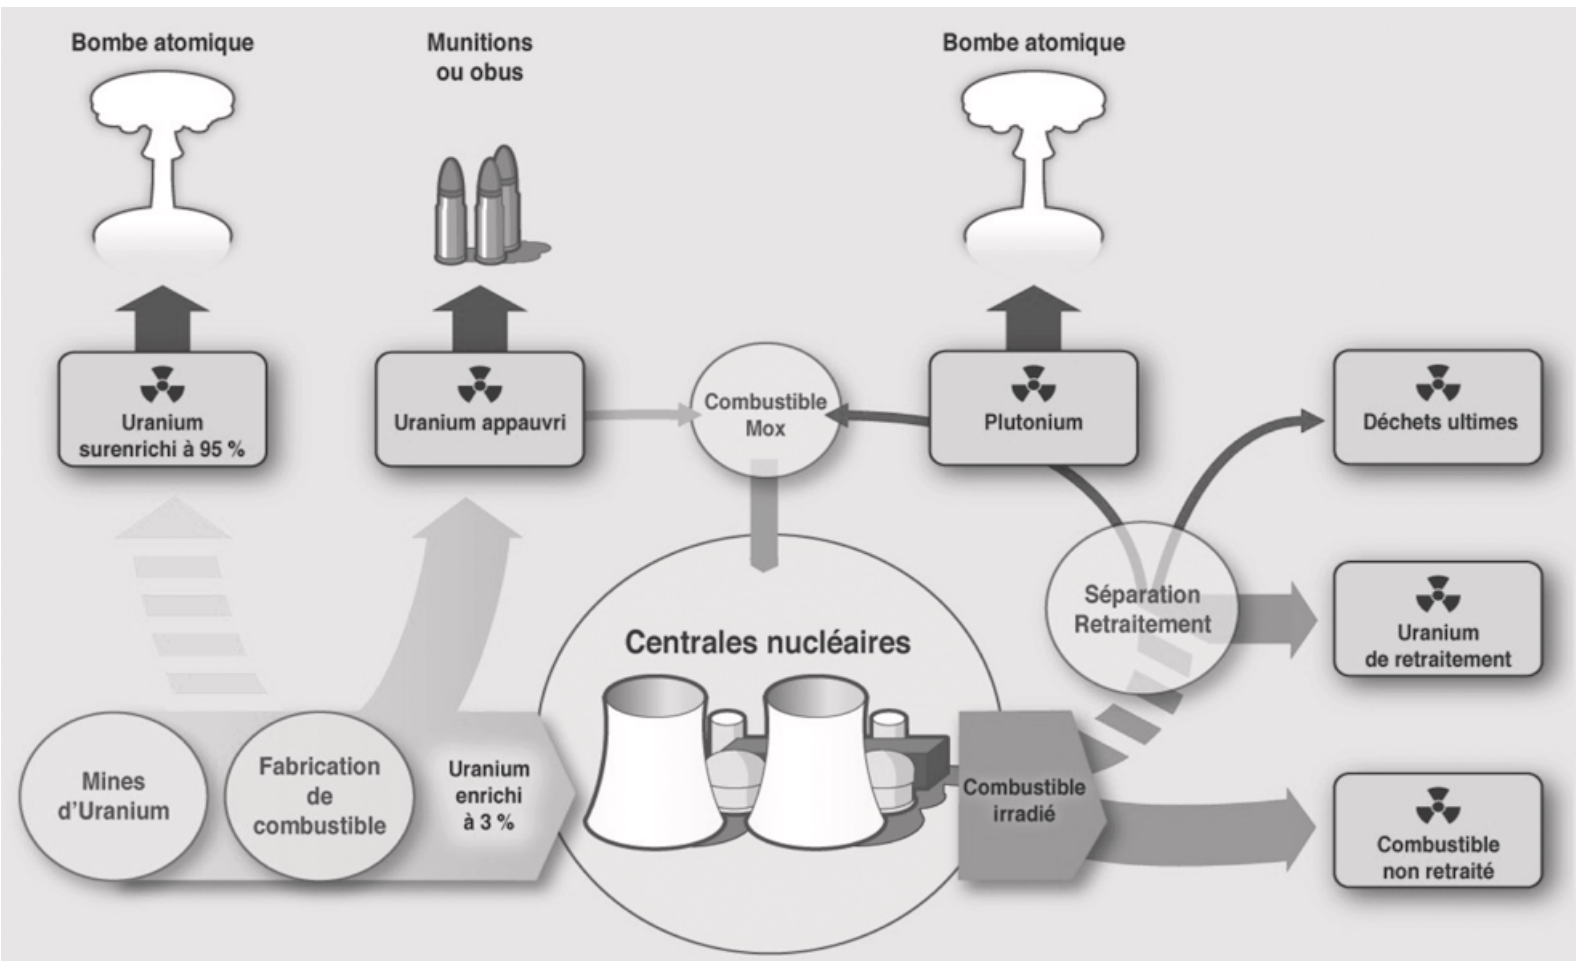 Bombe atomique
Munitions
ou obus
Bombe atomique
Uranium
surenrichi à 95 %
Uranium appauvri
Combustible
Mox
Plutonium
Déchets ultimes
Séparation
Retraitement
Uranium
de retraitement
Centrales nucléaires
Mines
d'Uranium
Fabrication
de
combustible
Uranium
enrichi
à 3 %
Combustible
irradié
Combustible
non retraité